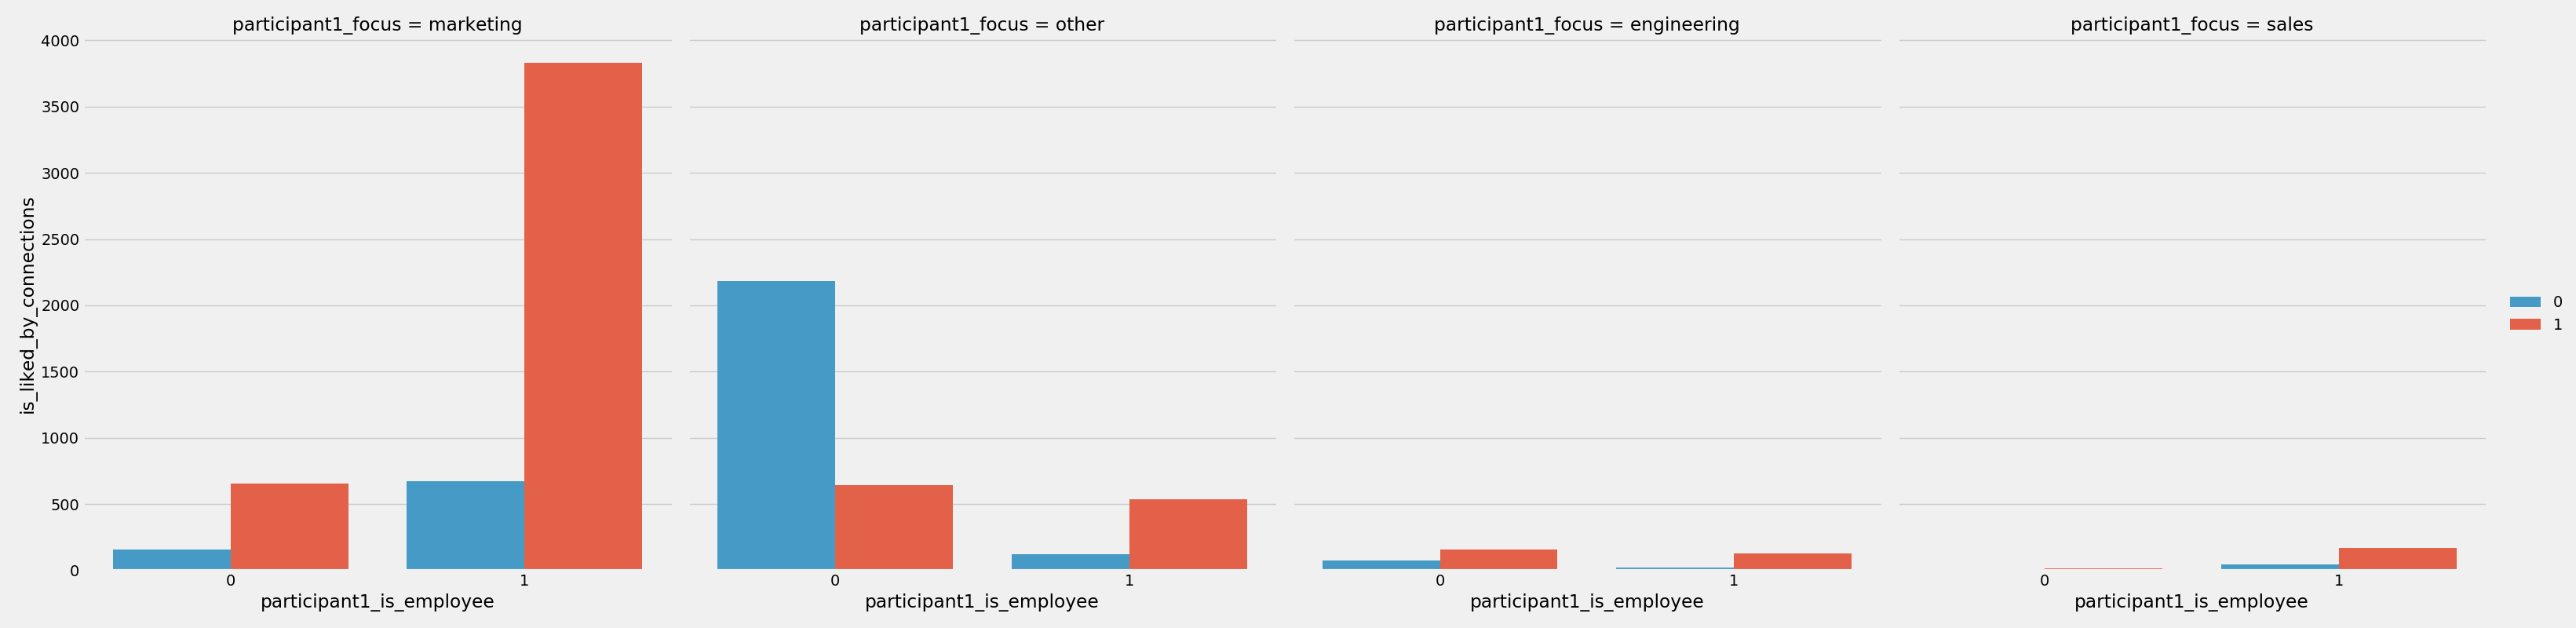 participant1_focus = marketing
participant1_focus = other
participant1_focus = engineering
participant1_focus = sales
is_liked_by_connections
4000
3500
3000
2500
2000
1500
1000
500
0
0 1
0 1
0 1
0 1
participant1_is_employee
participant1_is_employee
participant1_is_employee
participant1_is_employee
0
1